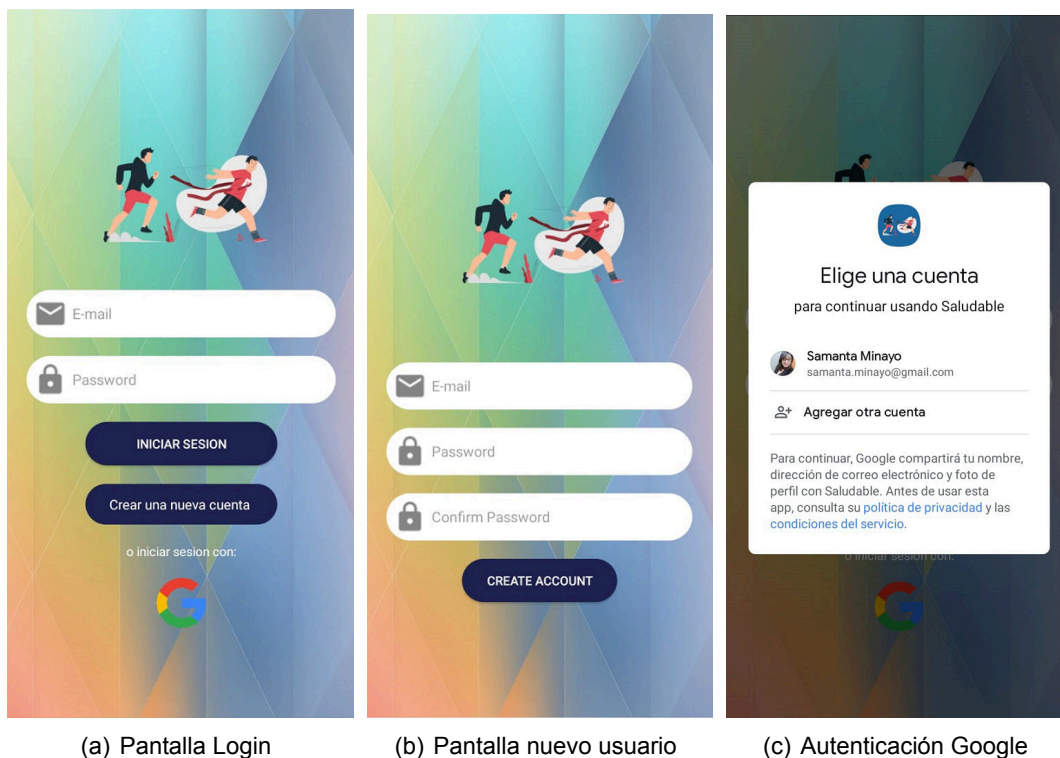 E-mail
Password
INICIAR SESION
Crear una nueva cuenta
o iniciar sesion con:
(a) Pantalla Login
E-mail
Password
Confirm Password
CREATE ACCOUNT
(b) Pantalla nuevo usuario
Elige una cuenta
para continuar usando Saludable
Samanta Minayo
samanta.minayo@gmail.com
Agregar otra cuenta
Para continuar, Google compartirá tu nombre,
dirección de correo electrónico y foto de
perfil con Saludable. Antes de usar esta
app, consulta su política de privacidad y las
condiciones del servicio.
o iniciar sesion con:
(c) Autenticación Google